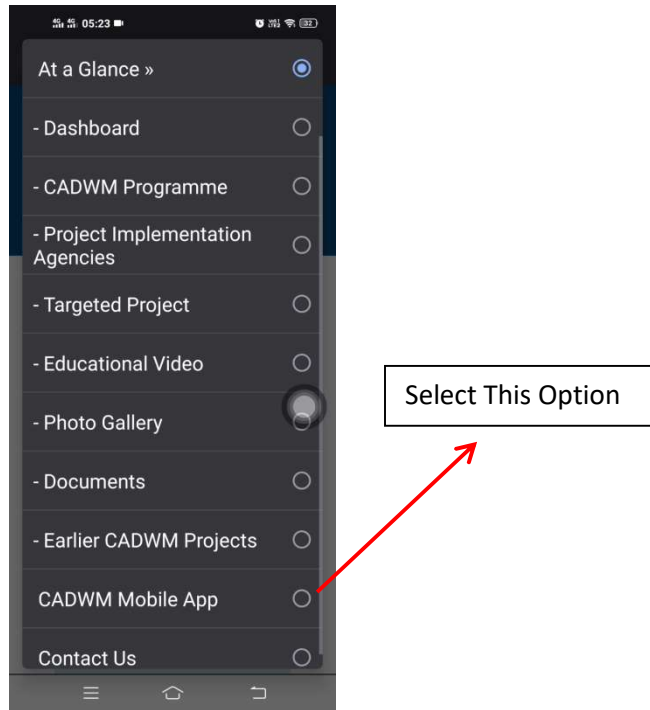 05:23
At a Glance »
- Dashboard
- CADWM Programme
- Project Implementation
Agencies
- Targeted Project
- Educational Video
- Photo Gallery
- Documents
- Earlier CADWM Projects
CADWM Mobile App
Contact Us
Select This Option